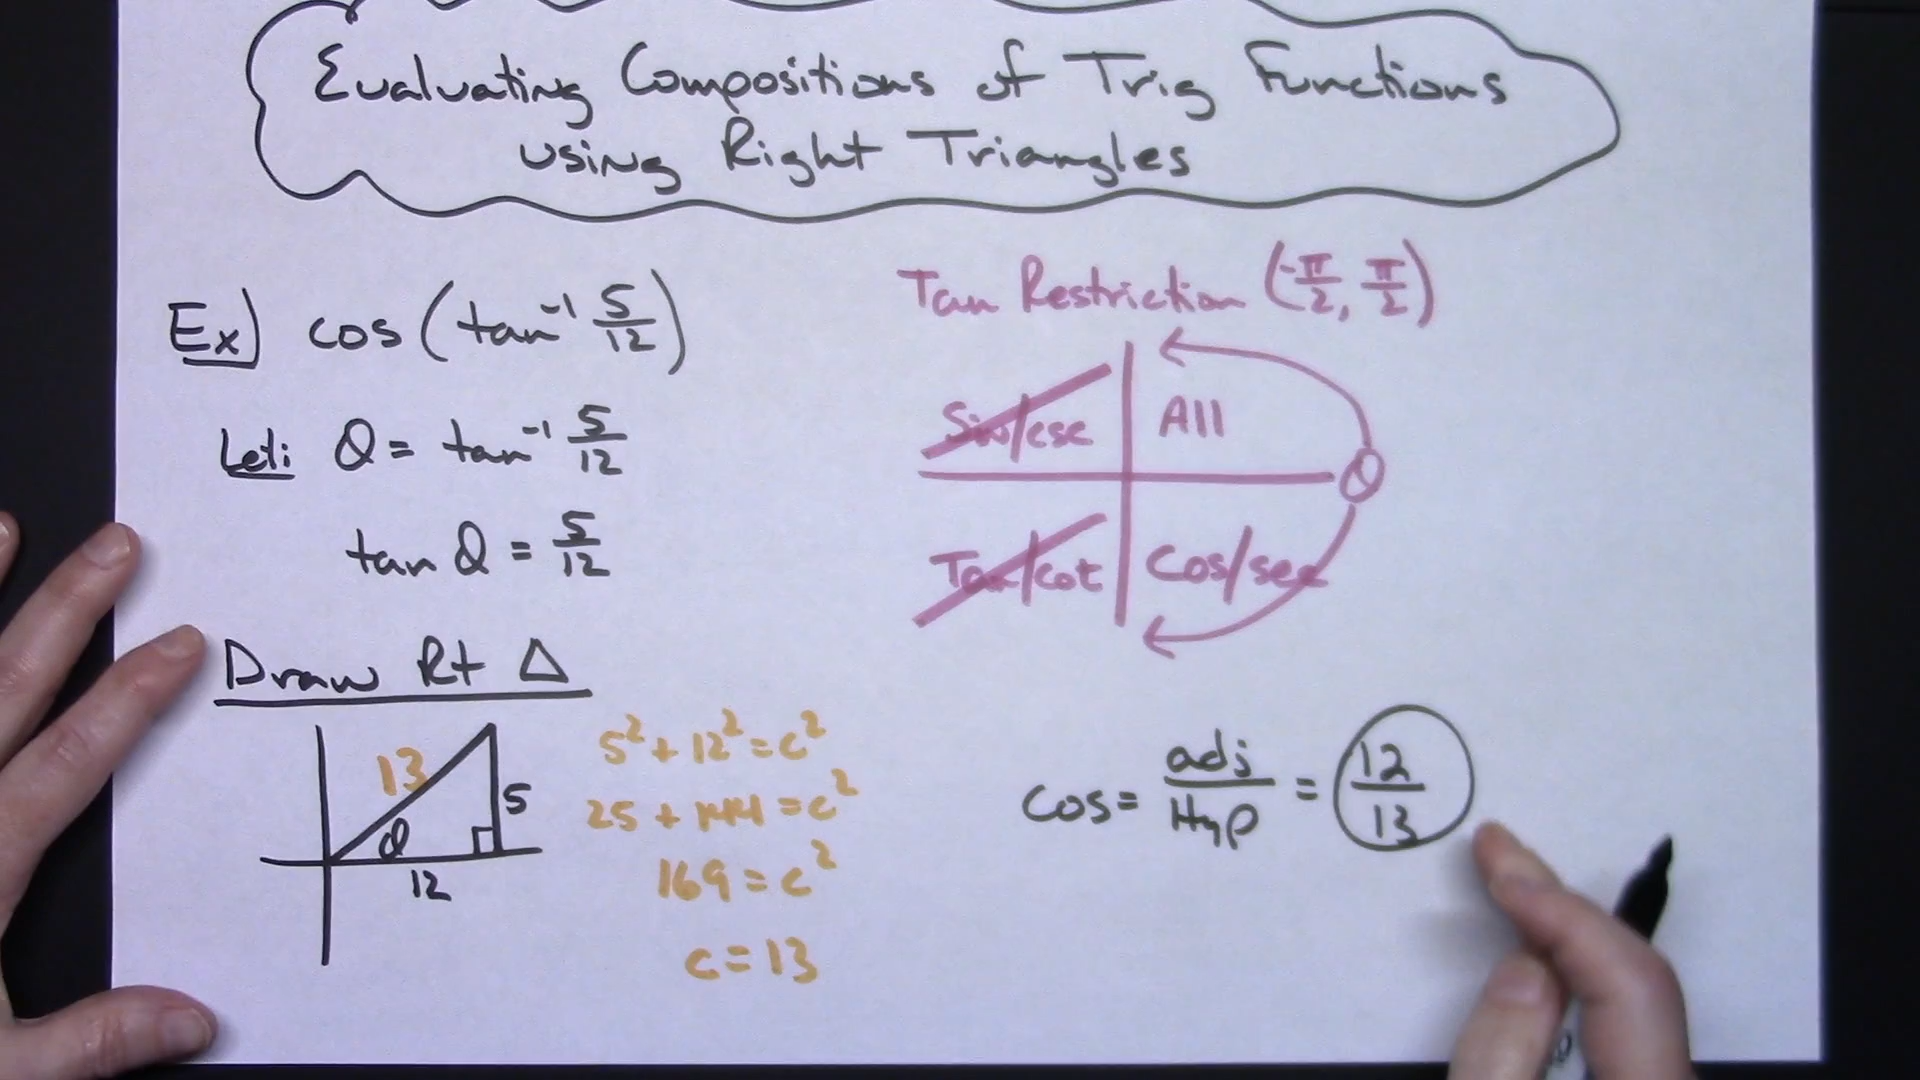 Evaluating Compositions of Trig Functions
using Right Triangles
Ex) cos(tan⁻¹ 5/12)
Let: θ = tan⁻¹ 5/12
tan θ = 5/12
Draw Rt Δ
13
5
θ
12
5² + 12² = c²
25 + 144 = c²
169 = c²
c = 13
Tan Restriction (-π/2, π/2)
Sin/csc
All
θ
Tan/cot
Cos/sec
cos = adj/Hyp = 12/13